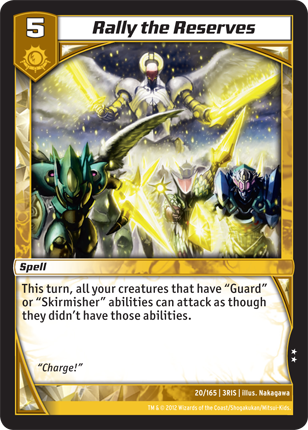 5
Rally the Reserves
Spell
This turn, all your creatures that have “Guard”
or “Skirmisher” abilities can attack as though
they didn’t have those abilities.
“Charge!”
20/165 | 3RIS | illus. Nakagawa
TM & © 2012 Wizards of the Coast/Shogakukan/Mitsui-Kids